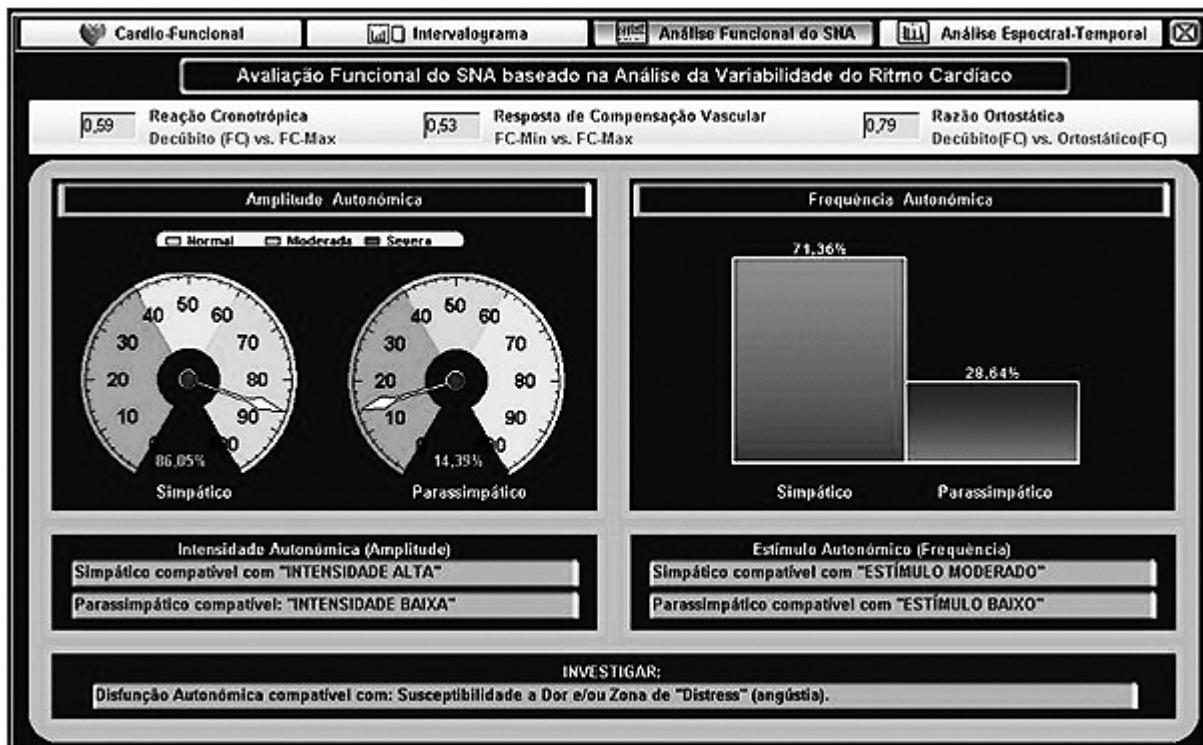 Cardio-Funcional
Intervalograma
Análise Funcional do SNA
Análise Espectral-Temporal
Avaliação Funcional do SNA baseado na Análise da Variabilidade do Ritmo Cardíaco
0,59
Reação Cronotrópica
Decúbito (FC) vs. FC-Max
0,53
Resposta de Compensação Vascular
FC-Min vs. FC-Max
0,79
Razão Ortostática
Decúbito(FC) vs. Ortostático(FC)
Amplitude Autonómica
Normal Moderada Severa
10 20 30 40 50 60 70 80 90
86,05%
Simpático
10 20 30 40 50 60 70 80 90
14,39%
Parassimpático
Frequência Autonómica
71,36%
28,64%
Simpático
Parassimpático
Intensidade Autonómica (Amplitude)
Simpático compatível com "INTENSIDADE ALTA"
Parassimpático compatível: "INTENSIDADE BAIXA"
Estímulo Autonómico (Frequência)
Simpático compatível com "ESTÍMULO MODERADO"
Parassimpático compatível com "ESTÍMULO BAIXO"
INVESTIGAR:
Disfunção Autonómica compatível com: Susceptibilidade a Dor e/ou Zona de "Distress" (angústia).